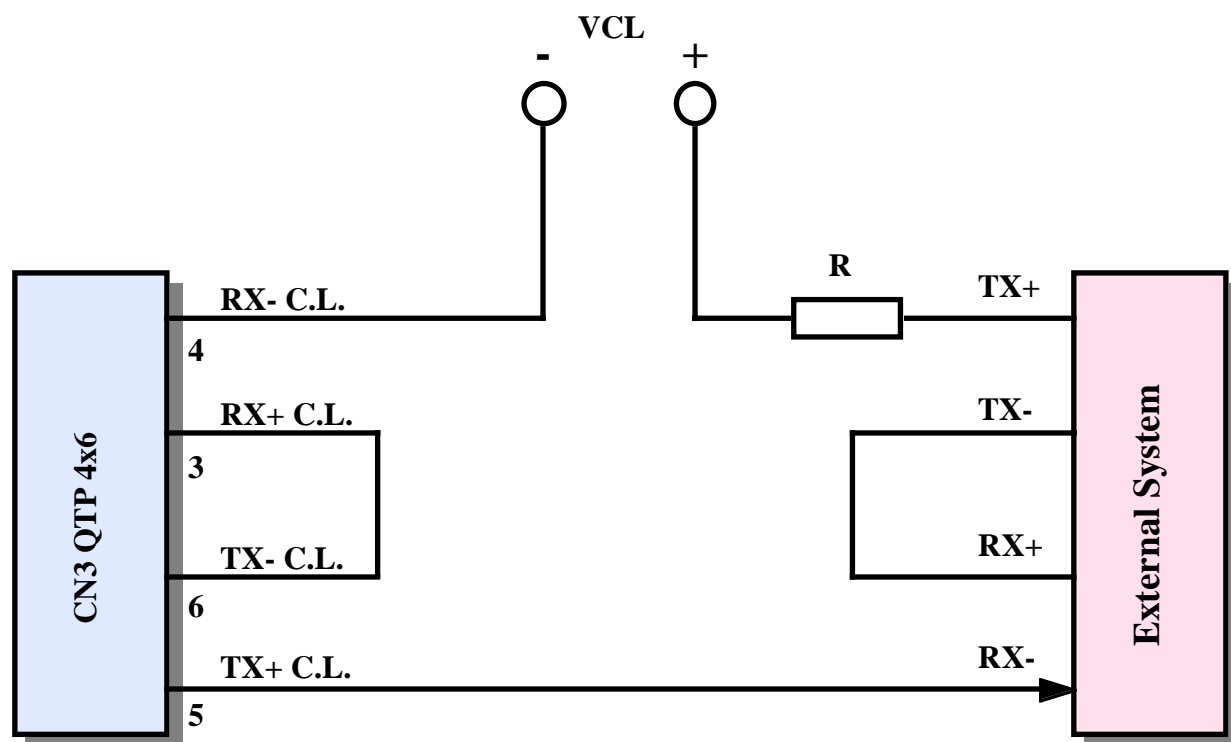 VCL
- +
R
RX- C.L.
4
RX+ C.L.
3
TX- C.L.
6
TX+ C.L.
5
CN3 QTP 4x6
TX+
TX-
RX+
RX-
External System